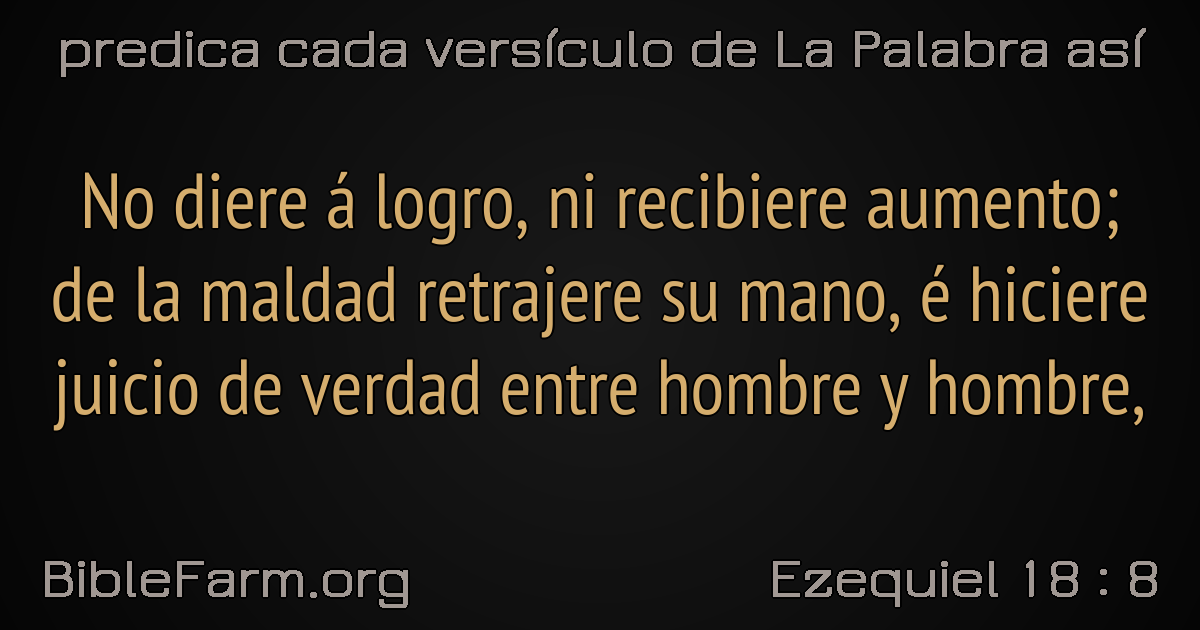 predica cada versículo de La Palabra así
No diere á logro, ni recibiere aumento;
de la maldad retrajere su mano, é hiciere
juicio de verdad entre hombre y hombre,
BibleFarm.org
Ezequiel 18 : 8